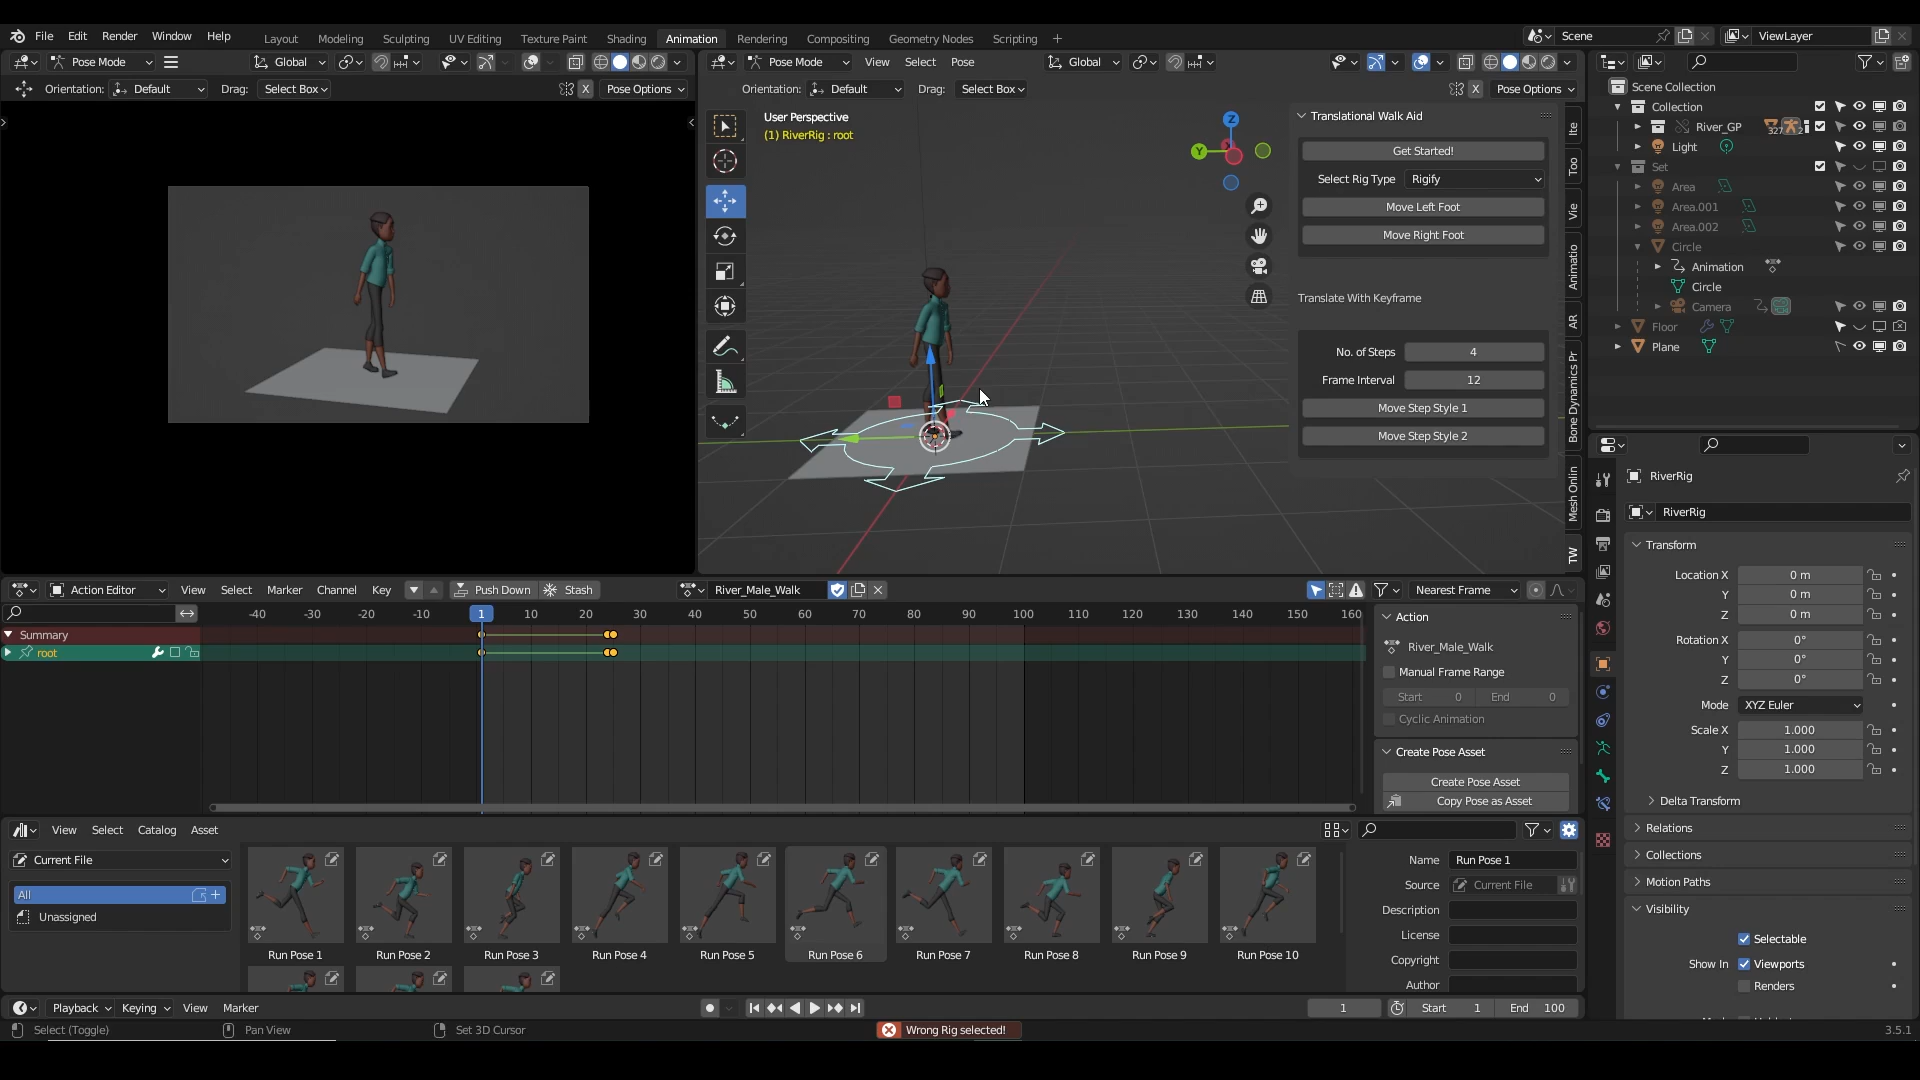 File Edit Render Window Help Layout Modeling Sculpting UV Editing Texture Paint Shading Animation Rendering Compositing Geometry Nodes Scripting + Scene ViewLayer
Pose Mode Global
Orientation: Default Drag: Select Box X Pose Options
Pose Mode View Select Pose Global
Orientation: Default Drag: Select Box X Pose Options
User Perspective
(1) RiverRig : root
Z
Y
Translational Walk Aid
Get Started!
Select Rig Type Rigify
Move Left Foot
Move Right Foot
Translate With Keyframe
No. of Steps 4
Frame Interval 12
Move Step Style 1
Move Step Style 2
Ite
Too
Vie
Animatio
AR
Bone Dynamics Pr
Mesh Onlin
TW
Scene Collection
Collection
River_GP 327 2
Light
Set
Area
Area.001
Area.002
Circle
Animation
Circle
Camera
Floor
Plane
RiverRig
RiverRig
Transform
Location X 0 m
Y 0 m
Z 0 m
Rotation X 0°
Y 0°
Z 0°
Mode XYZ Euler
Scale X 1.000
Y 1.000
Z 1.000
Delta Transform
Relations
Collections
Motion Paths
Visibility
Selectable
Show In Viewports
Renders
Action Editor View Select Marker Channel Key Push Down Stash River_Male_Walk Nearest Frame
-40 -30 -20 -10 1 10 20 30 40 50 60 70 80 90 100 110 120 130 140 150 160
Summary
root
Action
River_Male_Walk
Manual Frame Range
Start 0 End 0
Cyclic Animation
Create Pose Asset
Create Pose Asset
Copy Pose as Asset
View Select Catalog Asset
Current File
All +
Unassigned
Run Pose 1 Run Pose 2 Run Pose 3 Run Pose 4 Run Pose 5 Run Pose 6 Run Pose 7 Run Pose 8 Run Pose 9 Run Pose 10
Name Run Pose 1
Source Current File
Description
License
Copyright
Author
Playback Keying View Marker 1 Start 1 End 100
Select (Toggle) Pan View Set 3D Cursor Wrong Rig selected! 3.5.1